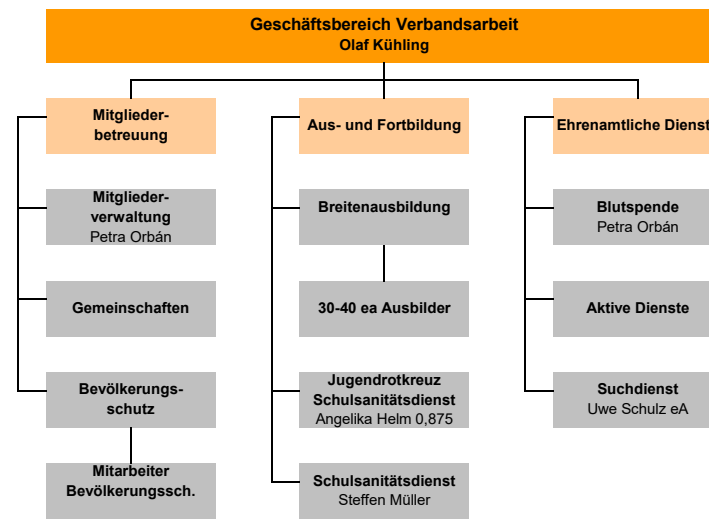 Geschäftsbereich Verbandsarbeit
Olaf Kühling
Mitglieder-
betreuung
Aus- und Fortbildung
Ehrenamtliche Dienst
Mitglieder-
verwaltung
Petra Orbán
Breitenausbildung
Blutspende
Petra Orbán
Gemeinschaften
30-40 ea Ausbilder
Aktive Dienste
Bevölkerungs-
schutz
Jugendrotkreuz
Schulsanitätsdienst
Angelika Helm 0,875
Suchdienst
Uwe Schulz eA
Mitarbeiter
Bevölkerungssch.
Schulsanitätsdienst
Steffen Müller